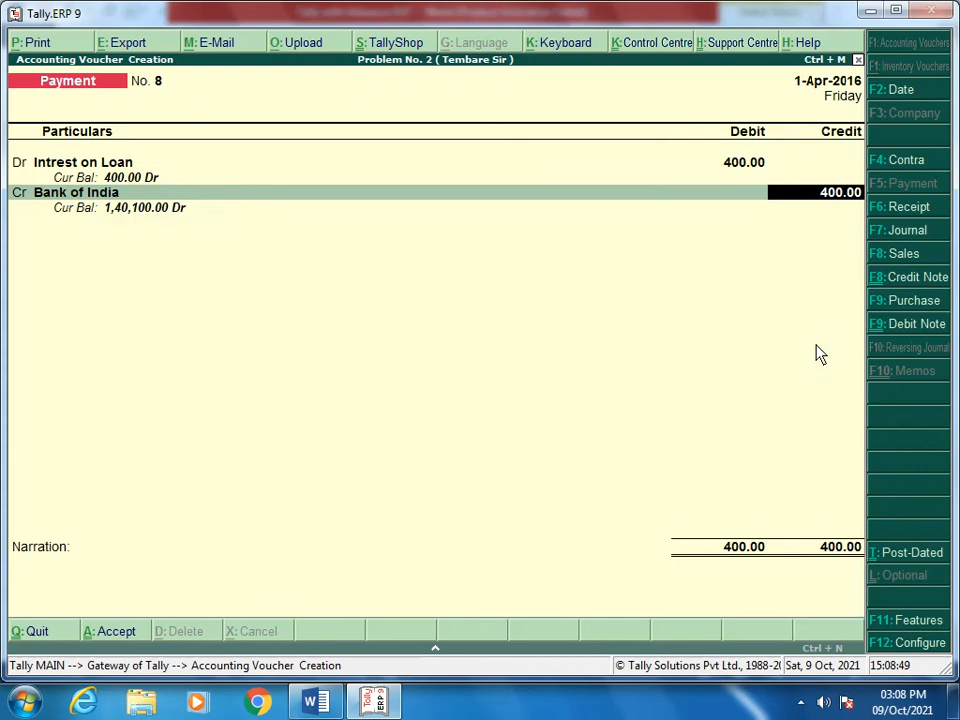 Tally.ERP 9
P: Print E: Export M: E-Mail O: Upload S: TallyShop G: Language K: Keyboard K: Control Centre H: Support Centre H: Help
F1: Accounting Vouchers
Accounting Voucher Creation Problem No. 2 ( Tembare Sir ) Ctrl + M
F1: Inventory Vouchers
Payment No. 8 1-Apr-2016
F2: Date
Friday
F3: Company
Particulars Debit Credit
Dr Intrest on Loan 400.00
F4: Contra
Cur Bal: 400.00 Dr
F5: Payment
Cr Bank of India 400.00
Cur Bal: 1,40,100.00 Dr
F6: Receipt
F7: Journal
F8: Sales
F8: Credit Note
F9: Purchase
F9: Debit Note
F10: Reversing Journal
F10: Memos
Narration: 400.00 400.00
T: Post-Dated
L: Optional
F11: Features
Q: Quit A: Accept D: Delete X: Cancel
F12: Configure
Ctrl + N
Tally MAIN --> Gateway of Tally --> Accounting Voucher Creation © Tally Solutions Pvt Ltd., 1988-20 Sat, 9 Oct, 2021 15:08:49
Tally ERP 9
03:08 PM
09/Oct/2021